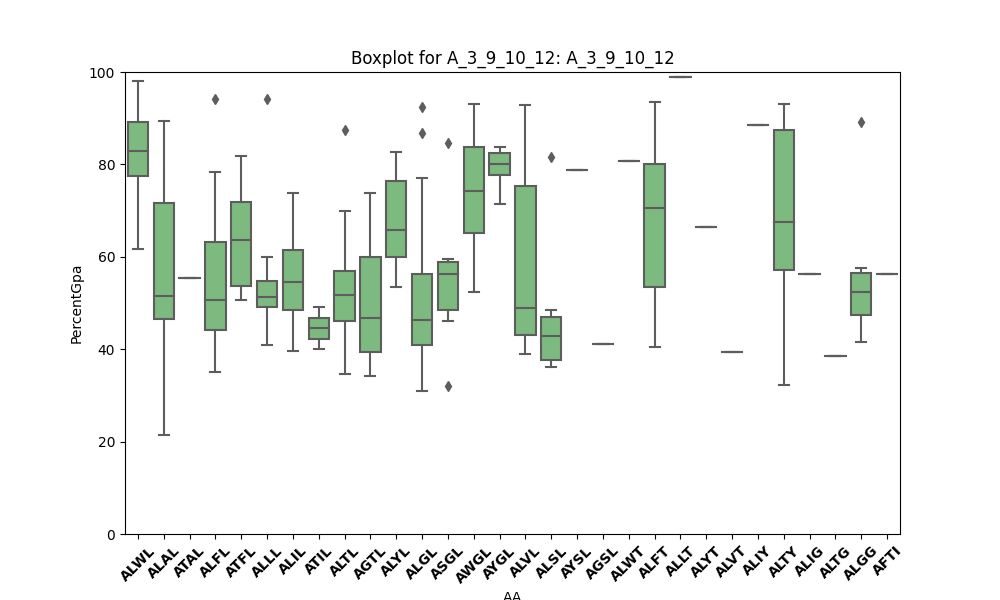 Boxplot for A_3_9_10_12: A_3_9_10_12
PercentGpa
100
80
60
40
20
0
ALWL ALAL ATAL ALFL ATFL ALLL ALIL ATIL ALTL AGTL ALYL ALGL ASGL AWGL AYGL ALVL ALSL AYSL AGSL ALWT ALFT ALLT ALYT ALVT ALIY ALTY ALIG ALTG ALGG AFTI
AA